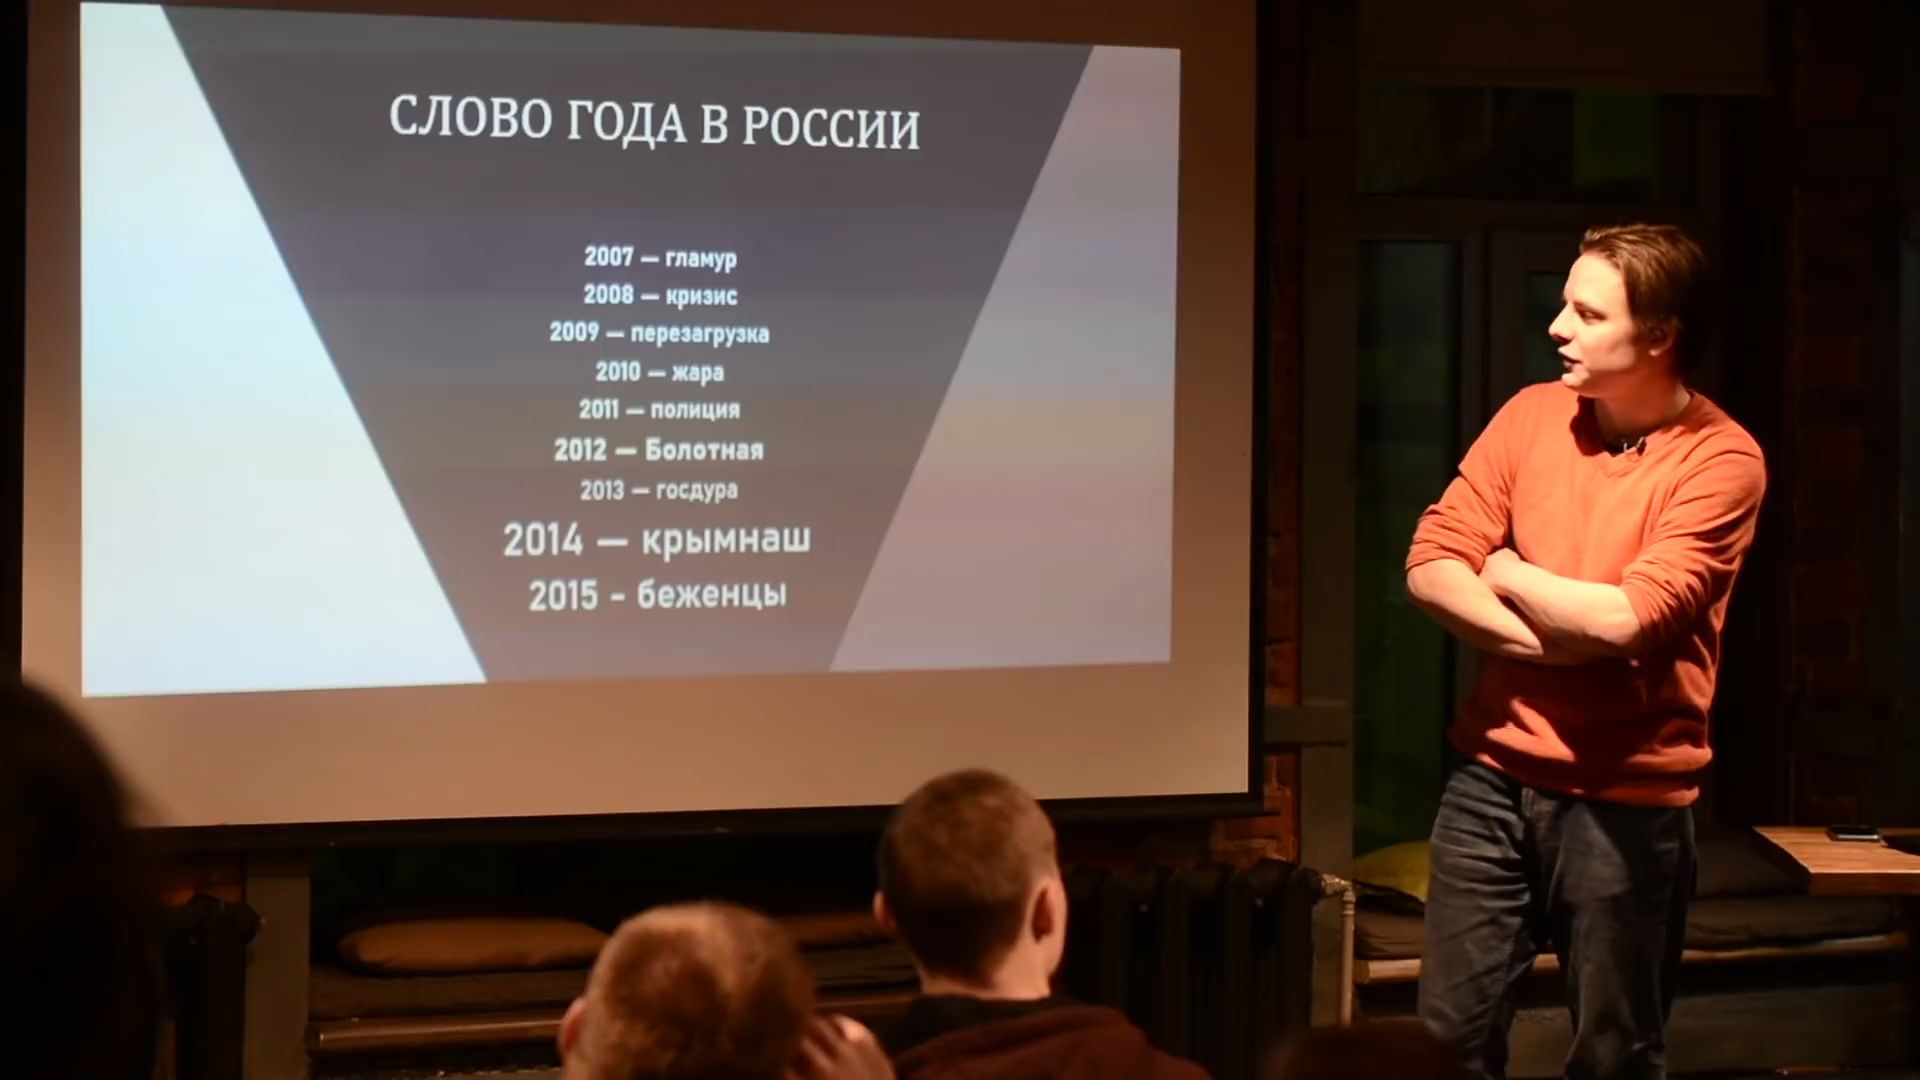 СЛОВО ГОДА В РОССИИ
2007 — гламур
2008 — кризис
2009 — перезагрузка
2010 — жара
2011 — полиция
2012 — Болотная
2013 — госдура
2014 — крымнаш
2015 - беженцы